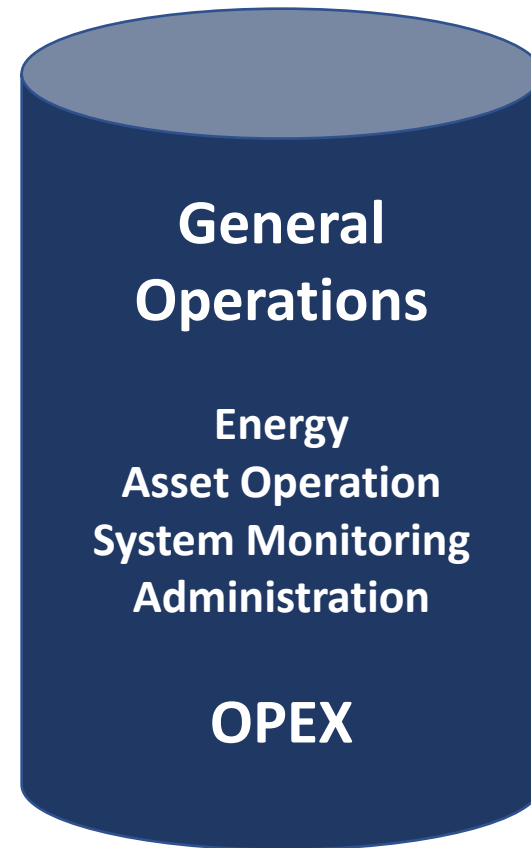 General
Operations
Energy
Asset Operation
System Monitoring
Administration
OPEX